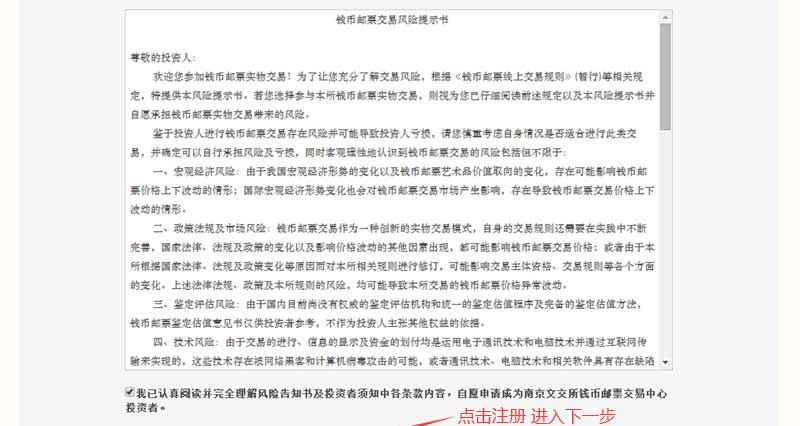 钱币邮票交易风险提示书
尊敬的投资人：
欢迎您参加钱币邮票实物交易！为了让您充分了解交易风险，根据《钱币邮票线上交易规则》(暂行)等相关规
定，特提供本风险提示书。若您选择参与本所钱币邮票实物交易，则视为您已仔细阅读前述规定以及本风险提示书并
自愿承担钱币邮票实物交易带来的风险。
鉴于投资人进行钱币邮票交易存在风险并可能导致投资人亏损，请您慎重考虑自身情况是否适合进行此类交
易，并确定可以自行承担风险及亏损，同时客观理性地认识到钱币邮票交易的风险包括但不限于：
一、宏观经济风险：由于我国宏观经济形势的变化以及钱币邮票艺术品价值取向的变化，存在可能影响钱币邮
票价格上下波动的情形；国际宏观经济形势变化也会对钱币邮票交易市场产生影响，存在导致钱币邮票交易价格上下
波动的情形。
二、政策法规及市场风险：钱币邮票交易作为一种创新的实物交易模式，自身的交易规则还需要在实践中不断
完善，国家法律、法规及政策的变化以及影响价格波动的其他因素出现，都可能影响钱币邮票交易价格；或者由于本
所根据国家法律、法规及政策变化等原因而对本所相关规则进行修订，可能影响交易主体资格、交易规则等各个方面
的变化。上述法律法规、政策及本所规则的风险，均可能导致本所交易的钱币邮票价格异常波动。
三、鉴定评估风险：由于国内目前尚没有权威的鉴定评估机构和统一的鉴定估值程序及完备的鉴定估值方法，
钱币邮票鉴定估值意见书仅供投资者参考，不作为投资人主张其他权益的依据。
四、技术风险：由于交易的进行、信息的显示及资金的划付均是运用电子通讯技术和电脑技术并通过互联网传
输来实现的，这些技术存在被网络黑客和计算机病毒攻击的可能，或者通讯技术、电脑技术和相关软件具有存在缺陷
我已认真阅读并完全理解风险告知书及投资者须知中各条款内容，自愿申请成为南京文交所钱币邮票交易中心
投资者。
点击注册 进入下一步